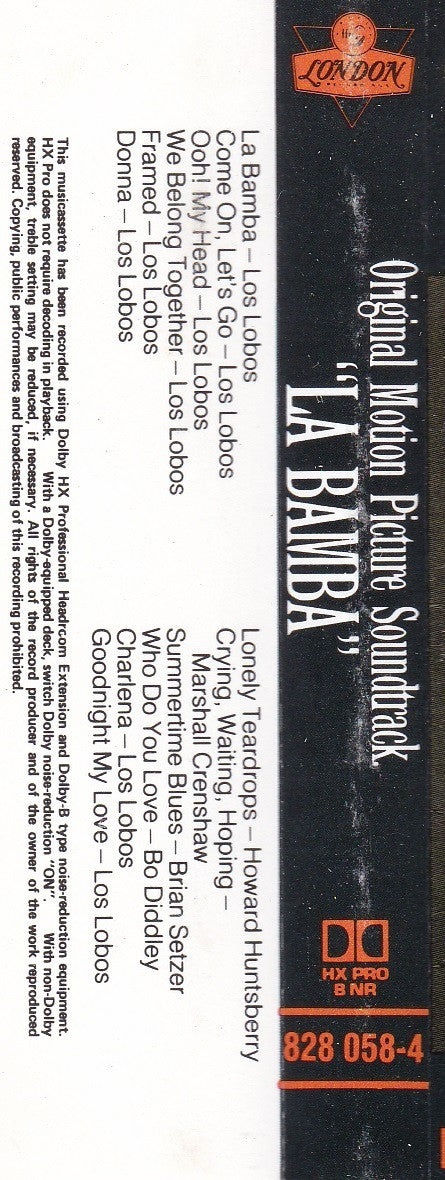 LONDON
Original Motion Picture Soundtrack
"LA BAMBA"
HX PRO
B NR
828 058-4
La Bamba – Los Lobos
Come On, Let's Go – Los Lobos
Ooh! My Head – Los Lobos
We Belong Together – Los Lobos
Framed – Los Lobos
Donna – Los Lobos
Lonely Teardrops – Howard Huntsberry
Crying, Waiting, Hoping –
Marshall Crenshaw
Summertime Blues – Brian Setzer
Who Do You Love – Bo Diddley
Charlena – Los Lobos
Goodnight My Love – Los Lobos
This musicassette has been recorded using Dolby HX Professional Headroom Extension and Dolby-B type noise-reduction equipment.
HX Pro does not require decoding in playback. With a Dolby-equipped deck, switch Dolby noise-reduction "ON". With non-Dolby
equipment, treble setting may be reduced, if necessary. All rights of the record producer and of the owner of the work reproduced
reserved. Copying, public performances and broadcasting of this recording prohibited.